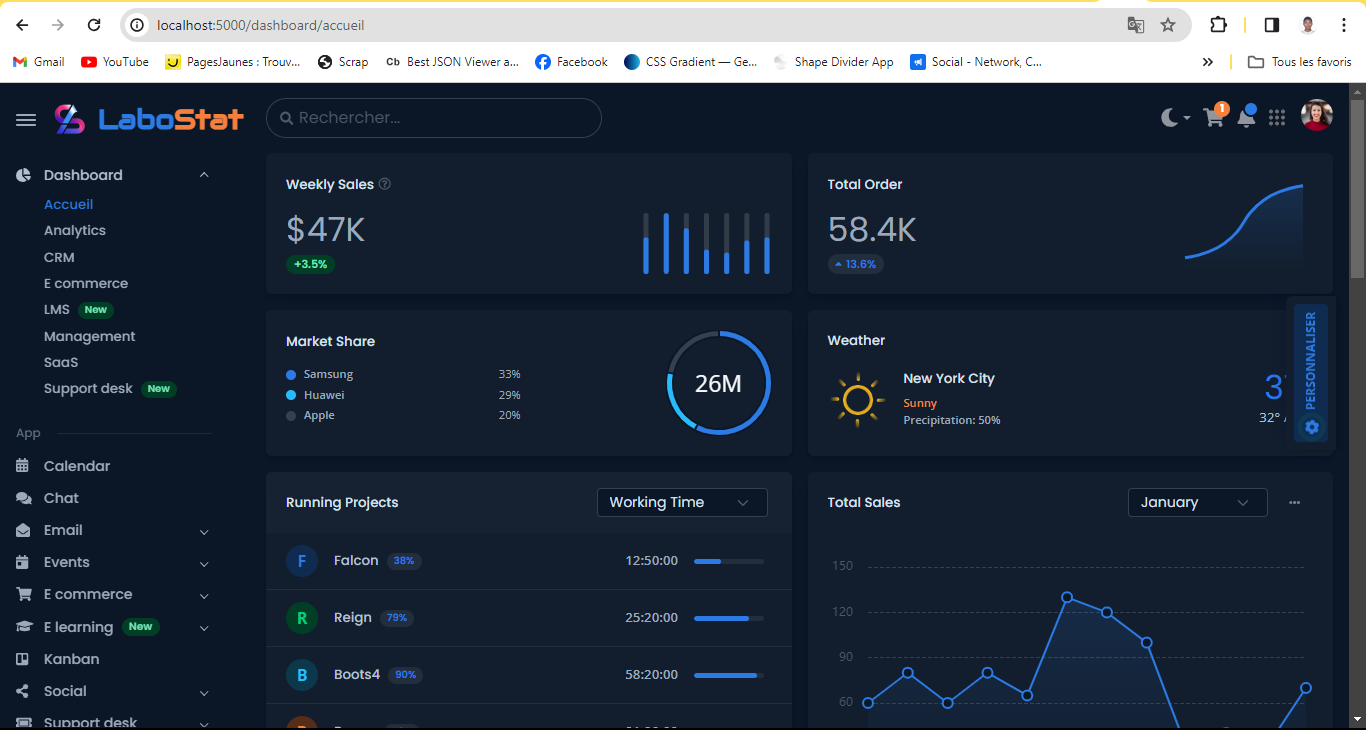 localhost:5000/dashboard/accueil
Gmail
YouTube
PagesJaunes : Trouv...
Scrap
Cb Best JSON Viewer a...
Facebook
CSS Gradient — Ge...
Shape Divider App
Social - Network, C...
»
Tous les favoris
LaboStat
Rechercher...
1
Dashboard
Accueil
Analytics
CRM
E commerce
LMS New
Management
SaaS
Support desk New
App
Calendar
Chat
Email
Events
E commerce
E learning New
Kanban
Social
Support desk
Weekly Sales
$47K
+3.5%
Total Order
58.4K
13.6%
Market Share
Samsung 33%
Huawei 29%
Apple 20%
26M
Weather
New York City
Sunny
Precipitation: 50%
3
32° /
PERSONNALISER
Running Projects
Working Time
F Falcon 38% 12:50:00
R Reign 79% 25:20:00
B Boots4 90% 58:20:00
Total Sales
January
150
120
90
60